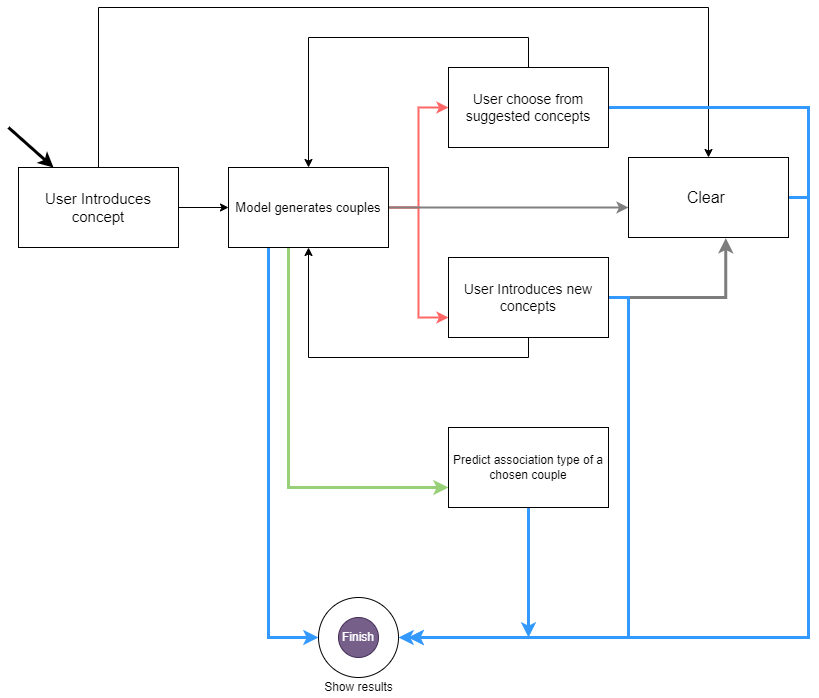 User choose from
suggested concepts
User Introduces
concept
Model generates couples
Clear
User Introduces new
concepts
Predict association type of a
chosen couple
Finish
Show results